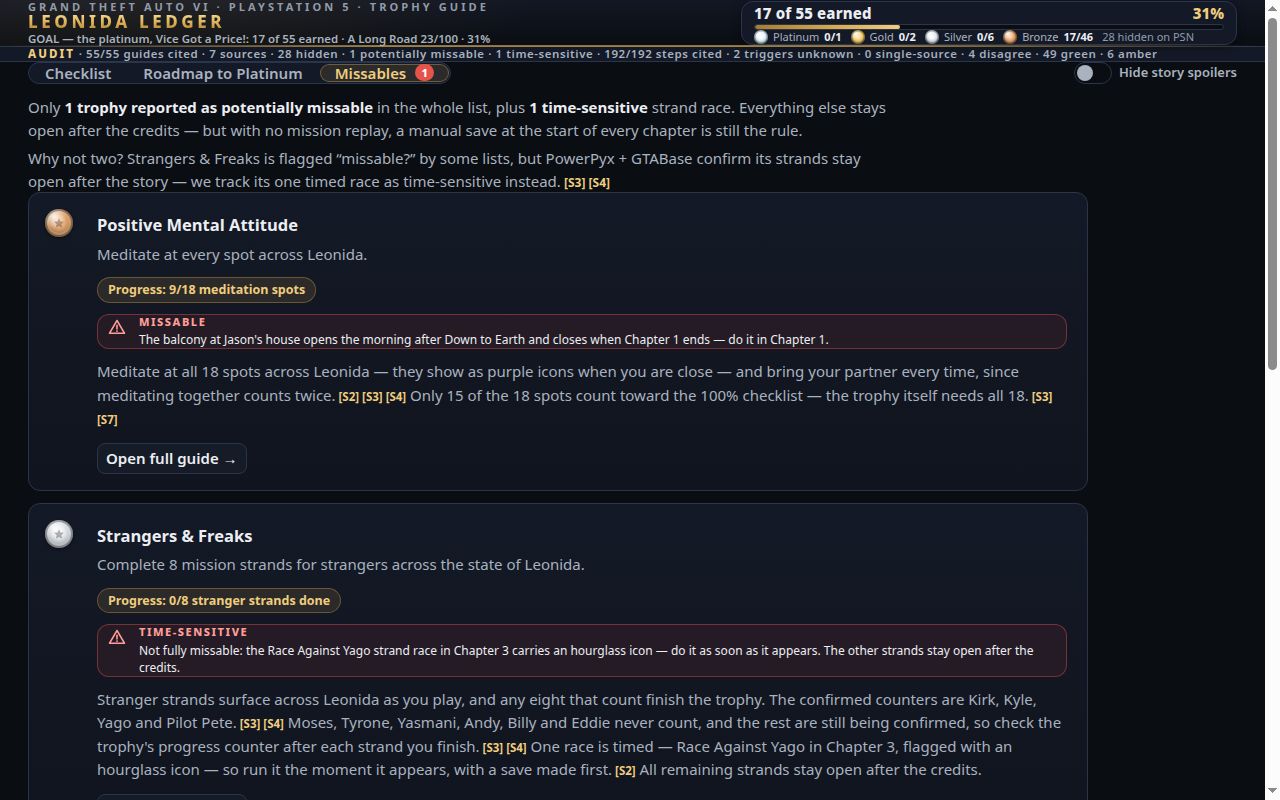 GRAND THEFT AUTO VI · PLAYSTATION 5 · TROPHY GUIDE
LEONIDA LEDGER
GOAL — the platinum, Vice Got a Price!: 17 of 55 earned · A Long Road 23/100 · 31%
17 of 55 earned 31%
Platinum 0/1 Gold 0/2 Silver 0/6 Bronze 17/46 28 hidden on PSN
AUDIT · 55/55 guides cited · 7 sources · 28 hidden · 1 potentially missable · 1 time-sensitive · 192/192 steps cited · 2 triggers unknown · 0 single-source · 4 disagree · 49 green · 6 amber
Checklist Roadmap to Platinum Missables 1 Hide story spoilers
Only 1 trophy reported as potentially missable in the whole list, plus 1 time-sensitive strand race. Everything else stays
open after the credits — but with no mission replay, a manual save at the start of every chapter is still the rule.
Why not two? Strangers & Freaks is flagged “missable?” by some lists, but PowerPyx + GTABase confirm its strands stay
open after the story — we track its one timed race as time-sensitive instead. [S3] [S4]
Positive Mental Attitude
Meditate at every spot across Leonida.
Progress: 9/18 meditation spots
MISSABLE
The balcony at Jason's house opens the morning after Down to Earth and closes when Chapter 1 ends — do it in Chapter 1.
Meditate at all 18 spots across Leonida — they show as purple icons when you are close — and bring your partner every time, since
meditating together counts twice. [S2] [S3] [S4] Only 15 of the 18 spots count toward the 100% checklist — the trophy itself needs all 18. [S3]
[S7]
Open full guide →
Strangers & Freaks
Complete 8 mission strands for strangers across the state of Leonida.
Progress: 0/8 stranger strands done
TIME-SENSITIVE
Not fully missable: the Race Against Yago strand race in Chapter 3 carries an hourglass icon — do it as soon as it appears. The other strands stay open after the
credits.
Stranger strands surface across Leonida as you play, and any eight that count finish the trophy. The confirmed counters are Kirk, Kyle,
Yago and Pilot Pete. [S3] [S4] Moses, Tyrone, Yasmani, Andy, Billy and Eddie never count, and the rest are still being confirmed, so check the
trophy's progress counter after each strand you finish. [S3] [S4] One race is timed — Race Against Yago in Chapter 3, flagged with an
hourglass icon — so run it the moment it appears, with a save made first. [S2] All remaining strands stay open after the credits.